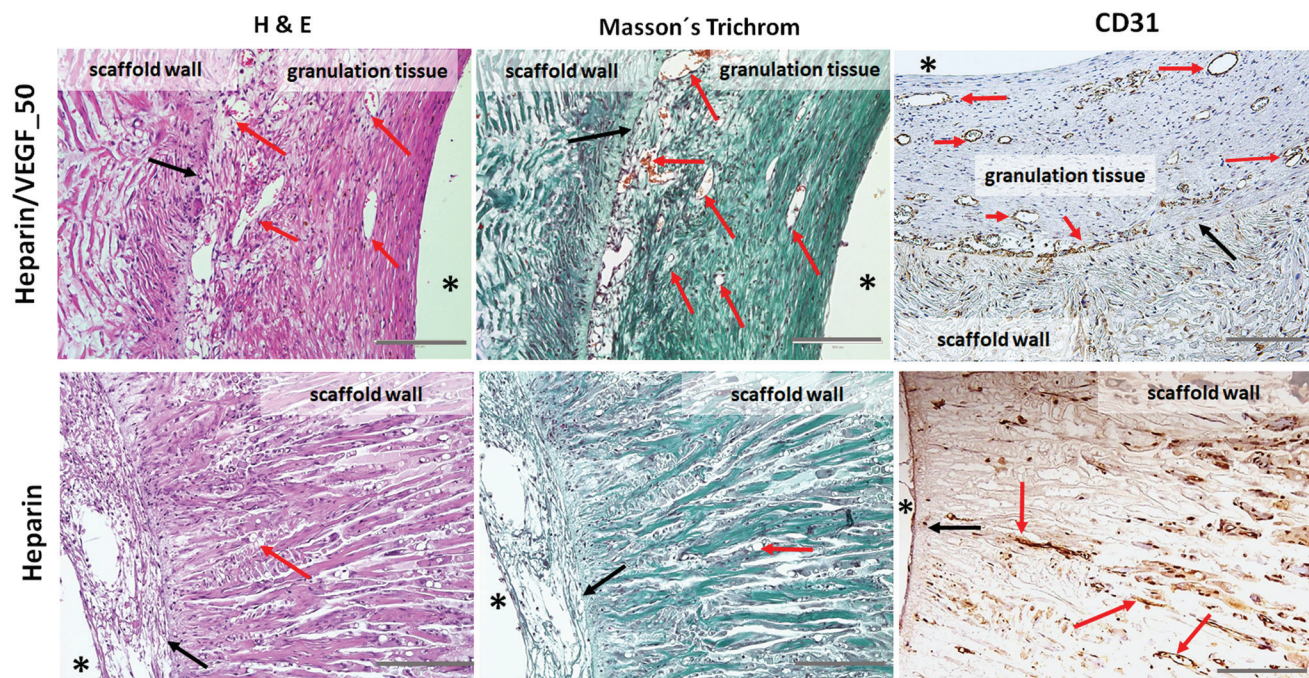 H & E
Masson´s Trichrom
CD31
Heparin/VEGF_50
scaffold wall
granulation tissue
scaffold wall
granulation tissue
*
granulation tissue
scaffold wall
*
*
Heparin
scaffold wall
scaffold wall
scaffold wall
*
*
*